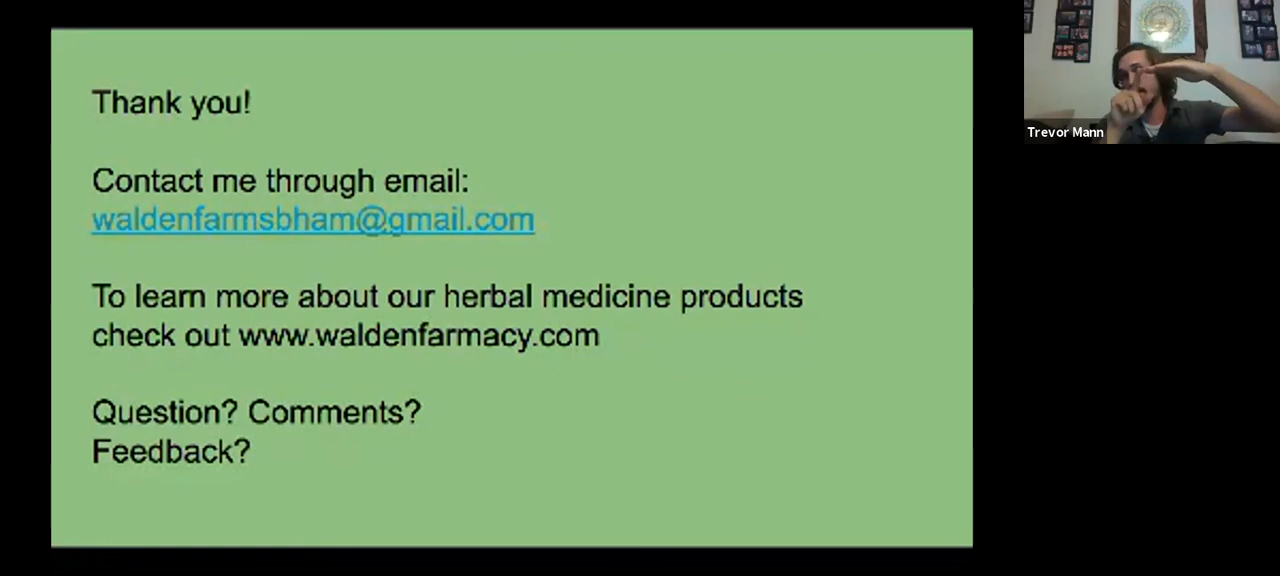 Thank you!
Contact me through email:
waldenfarmsbham@gmail.com
To learn more about our herbal medicine products
check out www.waldenfarmacy.com
Question? Comments?
Feedback?
Trevor Mann